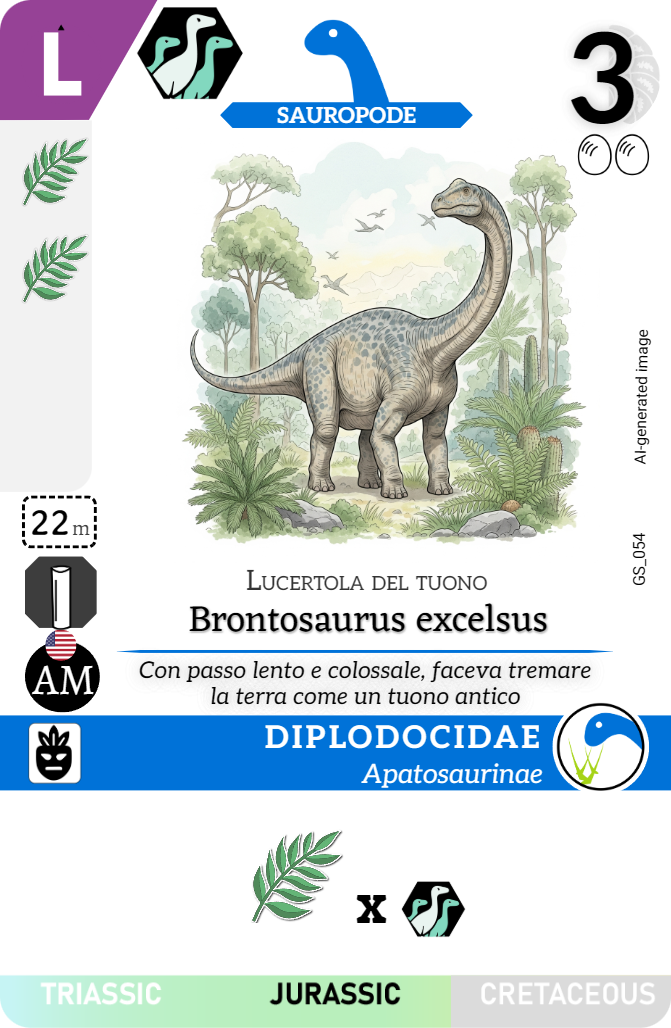 L
SAUROPODE
3
22 m
AM
AI-generated image
GS_054
Lucertola del tuono
Brontosaurus excelsus
Con passo lento e colossale, faceva tremare
la terra come un tuono antico
DIPLODOCIDAE
Apatosaurinae
x
TRIASSIC JURASSIC CRETACEOUS